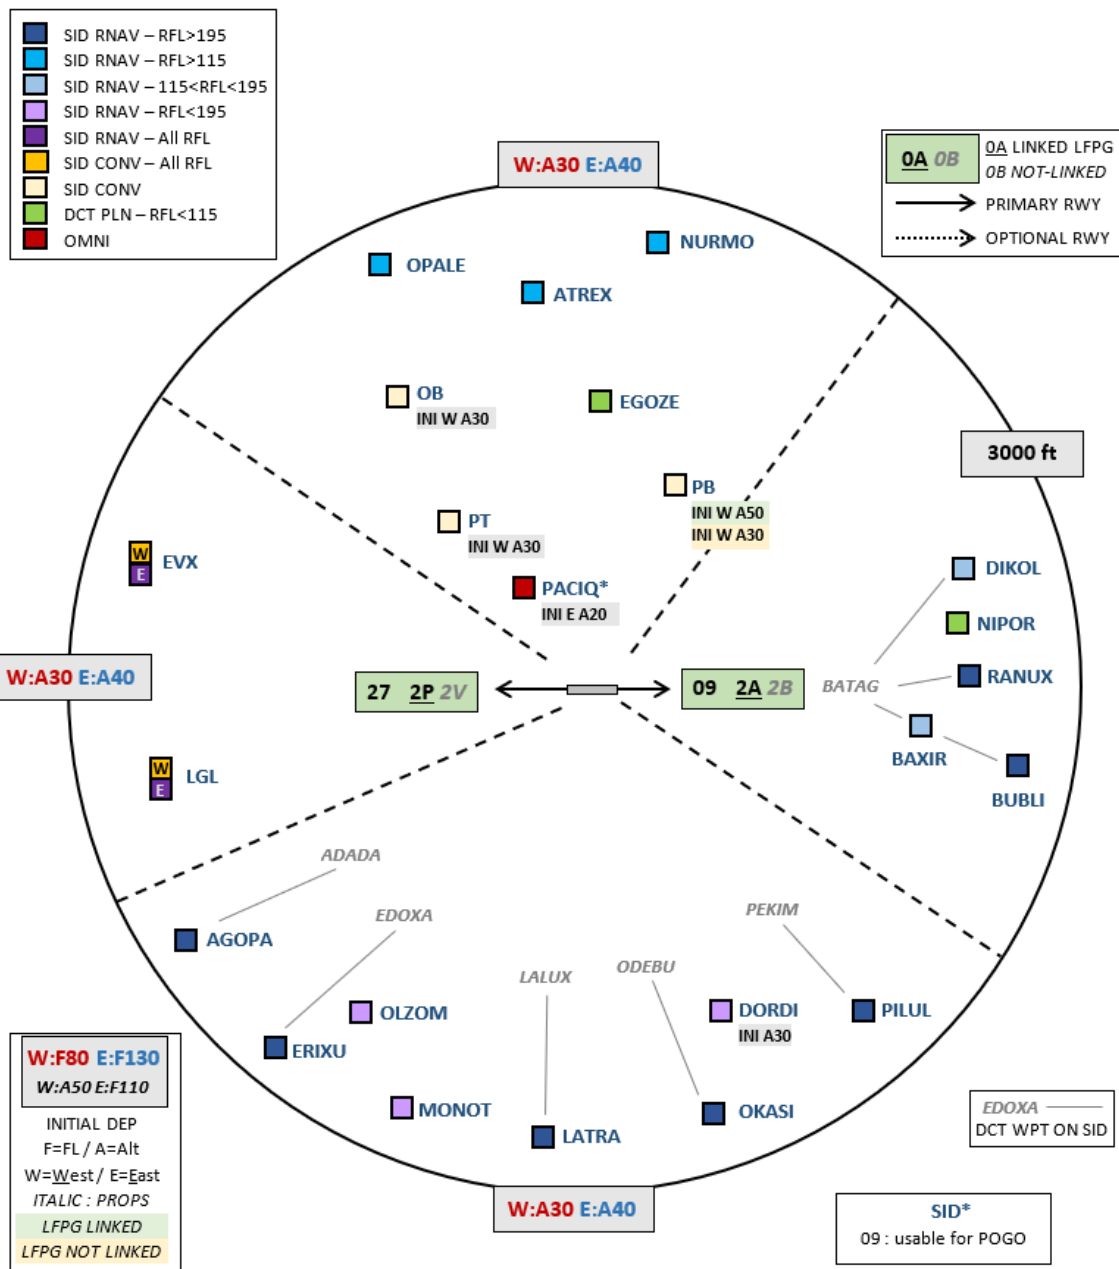 SID RNAV – RFL>195
SID RNAV – RFL>115
SID RNAV – 115<RFL<195
SID RNAV – RFL<195
SID RNAV – All RFL
SID CONV – All RFL
SID CONV
DCT PLN – RFL<115
OMNI
W:A30 E:A40
0A 0B
0A LINKED LFPG
0B NOT-LINKED
PRIMARY RWY
OPTIONAL RWY
NURMO
OPALE
ATREX
OB
INI W A30
EGOZE
3000 ft
PB
INI W A50
INI W A30
PT
INI W A30
W
E
EVX
DIKOL
PACIQ*
INI E A20
NIPOR
W:A30 E:A40
27 2P 2V
09 2A 2B
BATAG
RANUX
BAXIR
BUBLI
W
E
LGL
ADADA
AGOPA
EDOXA
PEKIM
LALUX
ODEBU
OLZOM
DORDI
INI A30
PILUL
ERIXU
MONOT
LATRA
OKASI
W:A30 E:A40
W:F80 E:F130
W:A50 E:F110
INITIAL DEP
F=FL / A=Alt
W=West / E=East
ITALIC : PROPS
LFPG LINKED
LFPG NOT LINKED
EDOXA
DCT WPT ON SID
SID*
09 : usable for POGO